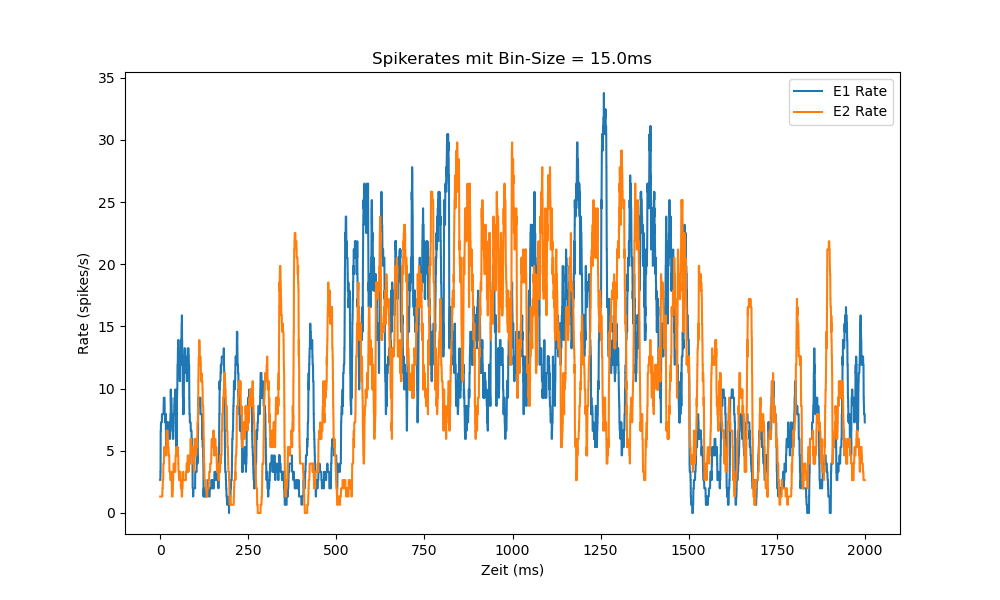 Spikerates mit Bin-Size = 15.0ms
35
30
25
20
15
10
5
0
Rate (spikes/s)
E1 Rate
E2 Rate
0 250 500 750 1000 1250 1500 1750 2000
Zeit (ms)